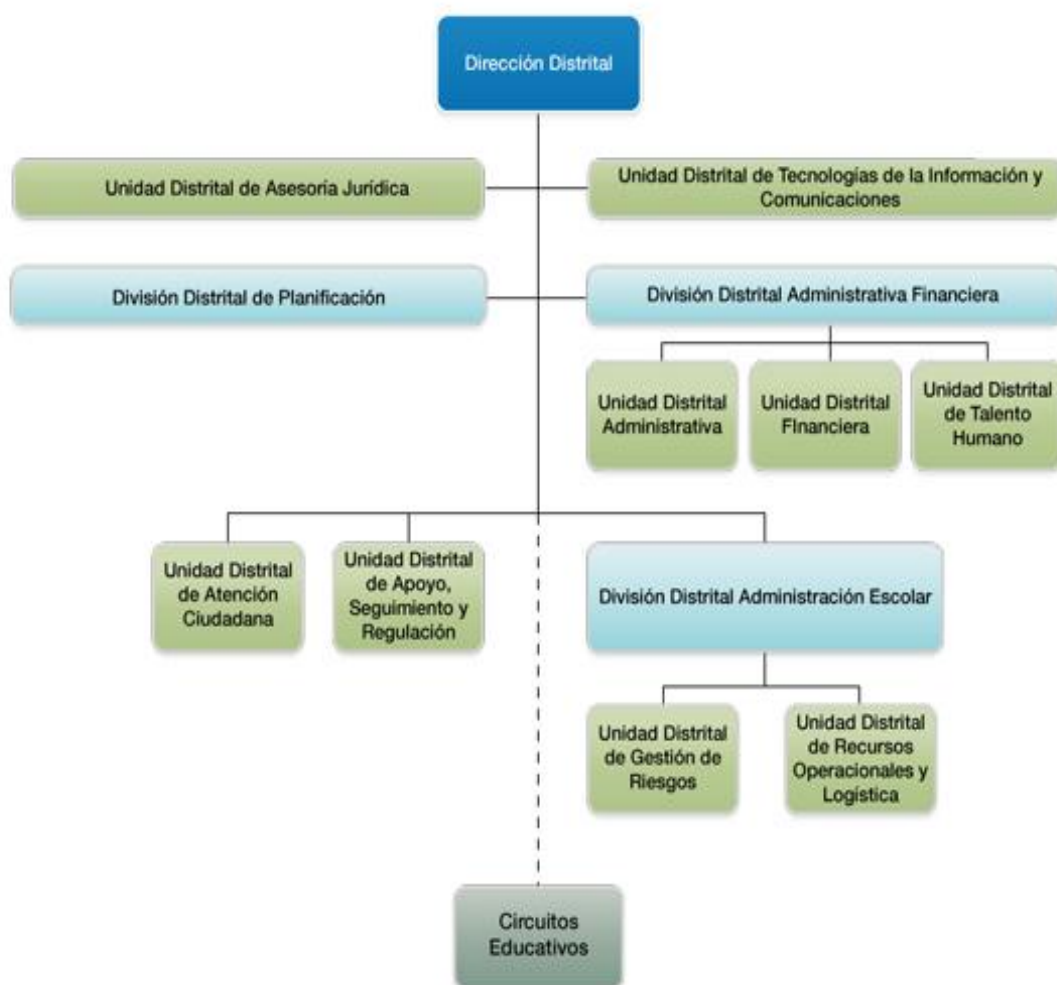 Dirección Distrital
Unidad Distrital de Asesoría Jurídica
Unidad Distrital de Tecnologías de la Información y
Comunicaciones
División Distrital de Planificación
División Distrital Administrativa Financiera
Unidad Distrital
Administrativa
Unidad Distrital
FInanciera
Unidad Distrital
de Talento
Humano
Unidad Distrital
de Atención
Ciudadana
Unidad Distrital
de Apoyo,
Seguimiento y
Regulación
División Distrital Administración Escolar
Unidad Distrital
de Gestión de
Riesgos
Unidad Distrital
de Recursos
Operacionales y
Logística
Circuitos
Educativos